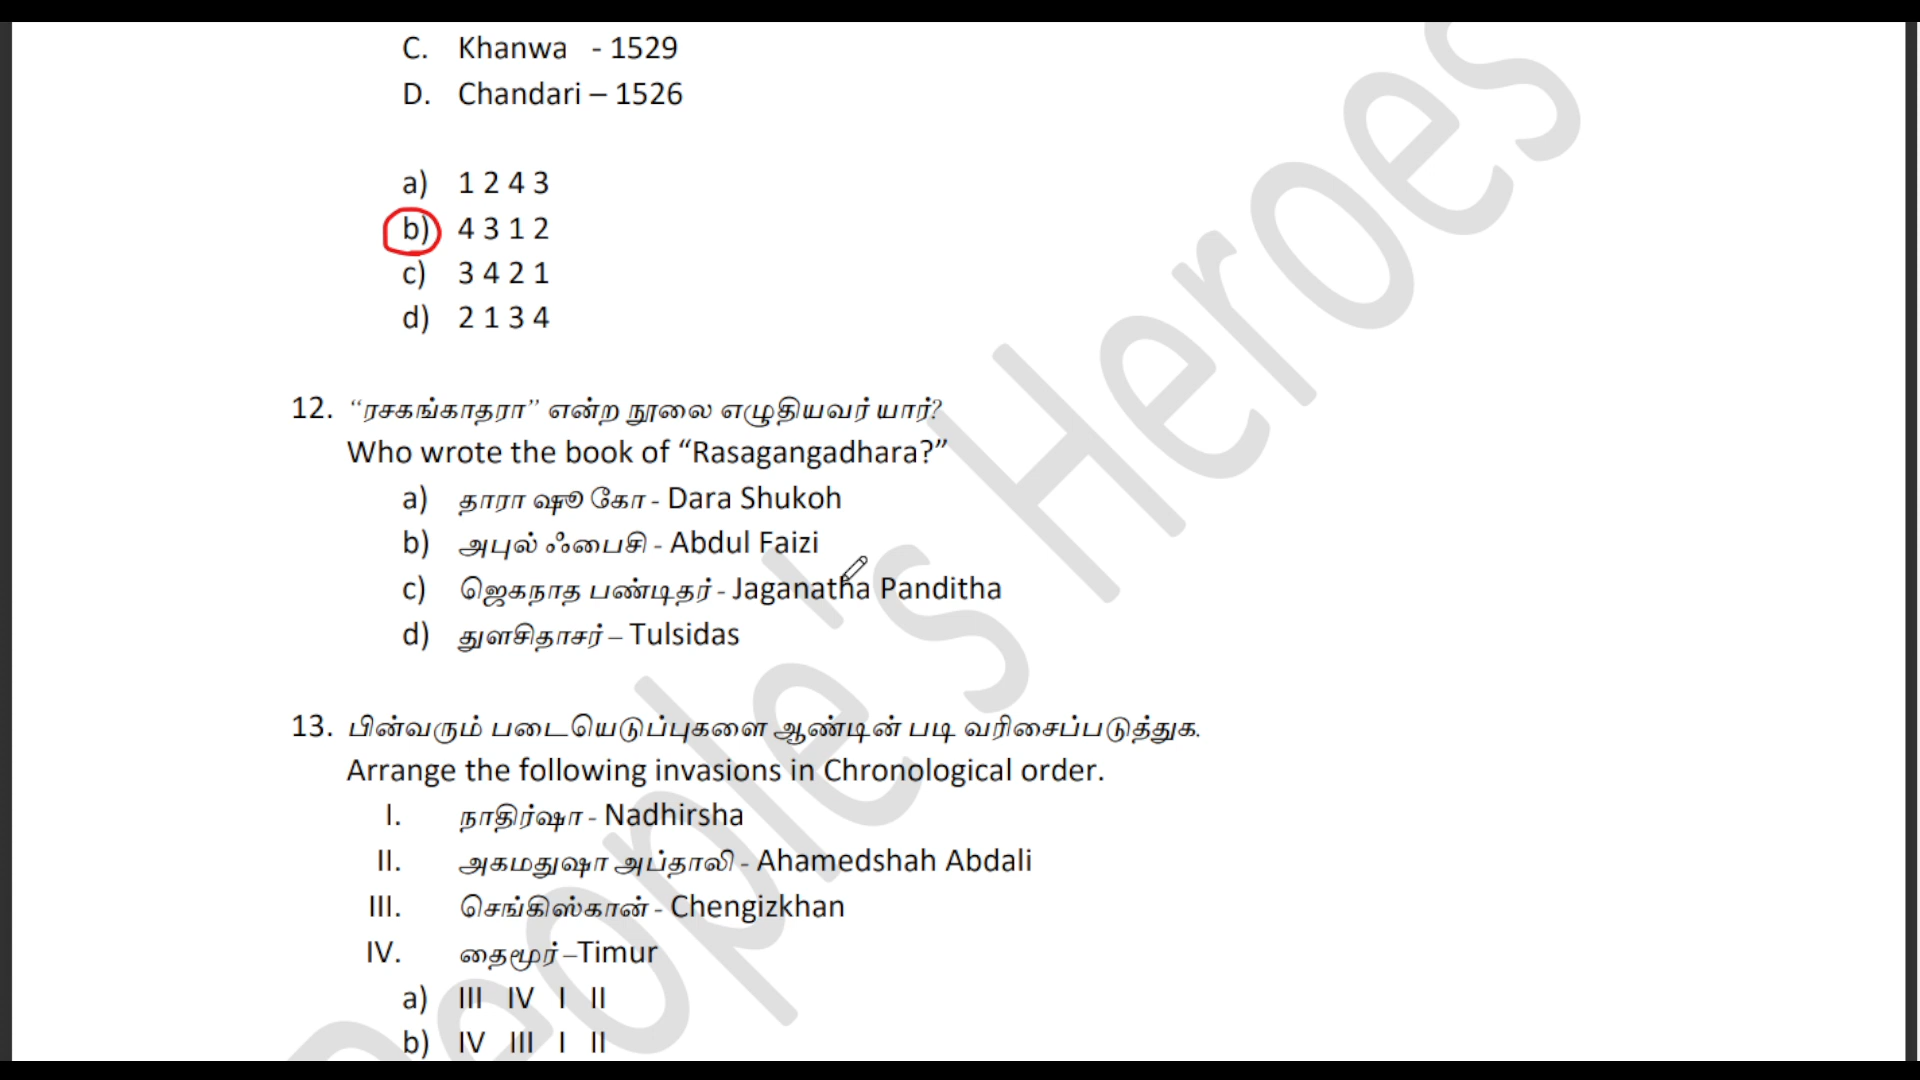 C. Khanwa - 1529
D. Chandari – 1526
a) 1 2 4 3
b) 4 3 1 2
c) 3 4 2 1
d) 2 1 3 4
12. “ரசகங்காதரா” என்ற நூலை எழுதியவர் யார்?
Who wrote the book of “Rasagangadhara?”
a) தாரா ஷூ கோ - Dara Shukoh
b) அபுல் ஃபைசி - Abdul Faizi
c) ஜெகநாத பண்டிதர் - Jaganatha Panditha
d) துளசிதாசர் – Tulsidas
13. பின்வரும் படையெடுப்புகளை ஆண்டின் படி வரிசைப்படுத்துக.
Arrange the following invasions in Chronological order.
I. நாதிர்ஷா - Nadhirsha
II. அகமதுஷா அப்தாலி - Ahamedshah Abdali
III. செங்கிஸ்கான் - Chengizkhan
IV. தைமூர் –Timur
a) III IV I II
b) IV III I II
People's Heroes